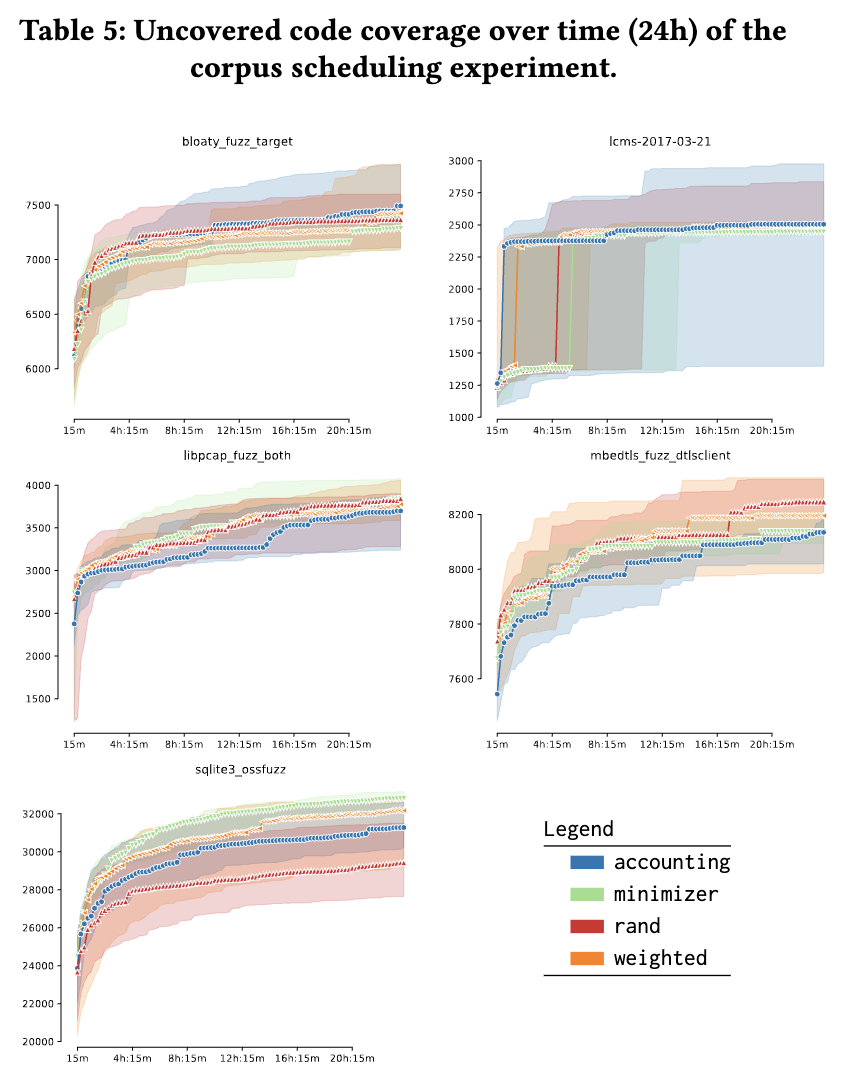 Table 5: Uncovered code coverage over time (24h) of the
corpus scheduling experiment.
bloaty_fuzz_target
7500
7000
6500
6000
15m 4h:15m 8h:15m 12h:15m 16h:15m 20h:15m
lcms-2017-03-21
3000
2750
2500
2250
2000
1750
1500
1250
1000
15m 4h:15m 8h:15m 12h:15m 16h:15m 20h:15m
libpcap_fuzz_both
4000
3500
3000
2500
2000
1500
15m 4h:15m 8h:15m 12h:15m 16h:15m 20h:15m
mbedtls_fuzz_dtlsclient
8200
8000
7800
7600
15m 4h:15m 8h:15m 12h:15m 16h:15m 20h:15m
sqlite3_ossfuzz
32000
30000
28000
26000
24000
22000
20000
15m 4h:15m 8h:15m 12h:15m 16h:15m 20h:15m
Legend
accounting
minimizer
rand
weighted